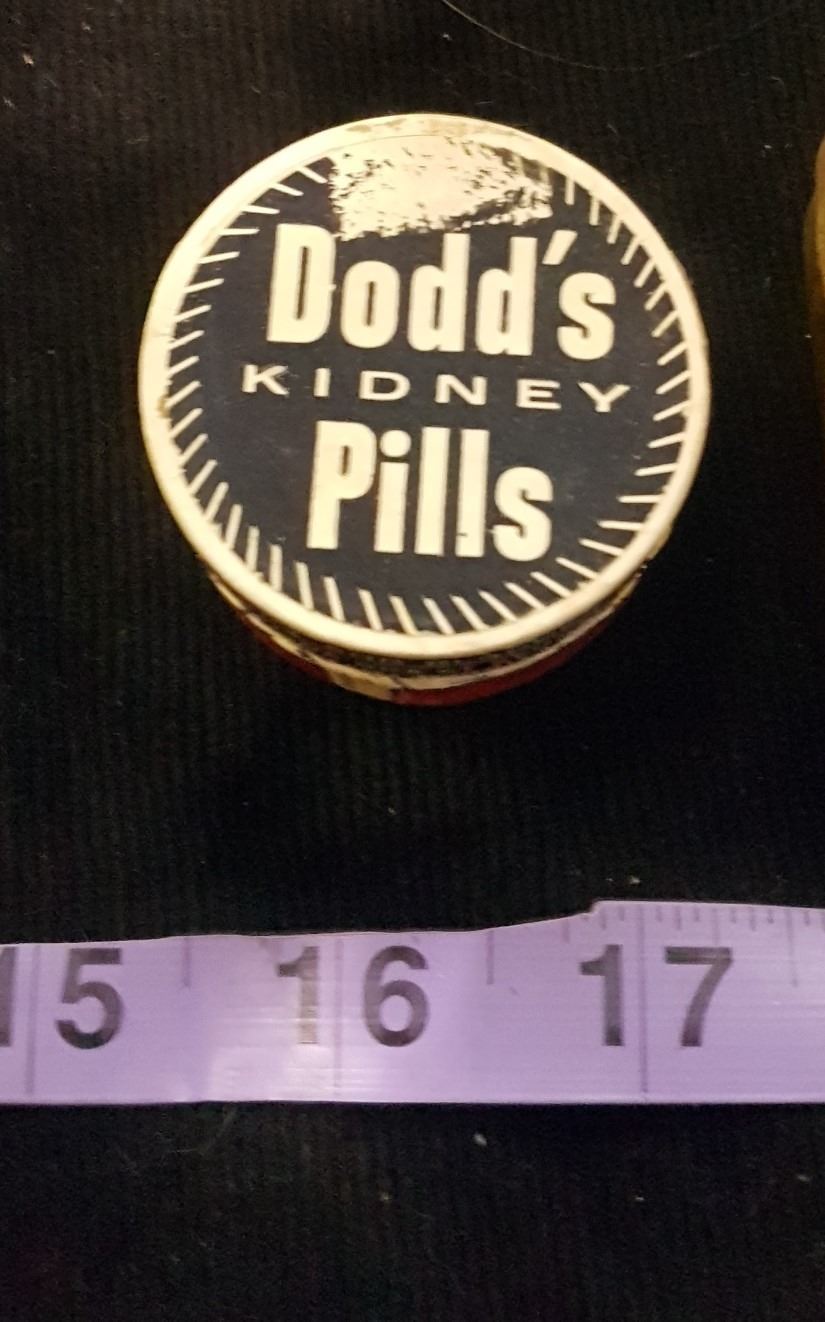 Dodd's
KIDNEY
Pills
15 16 17